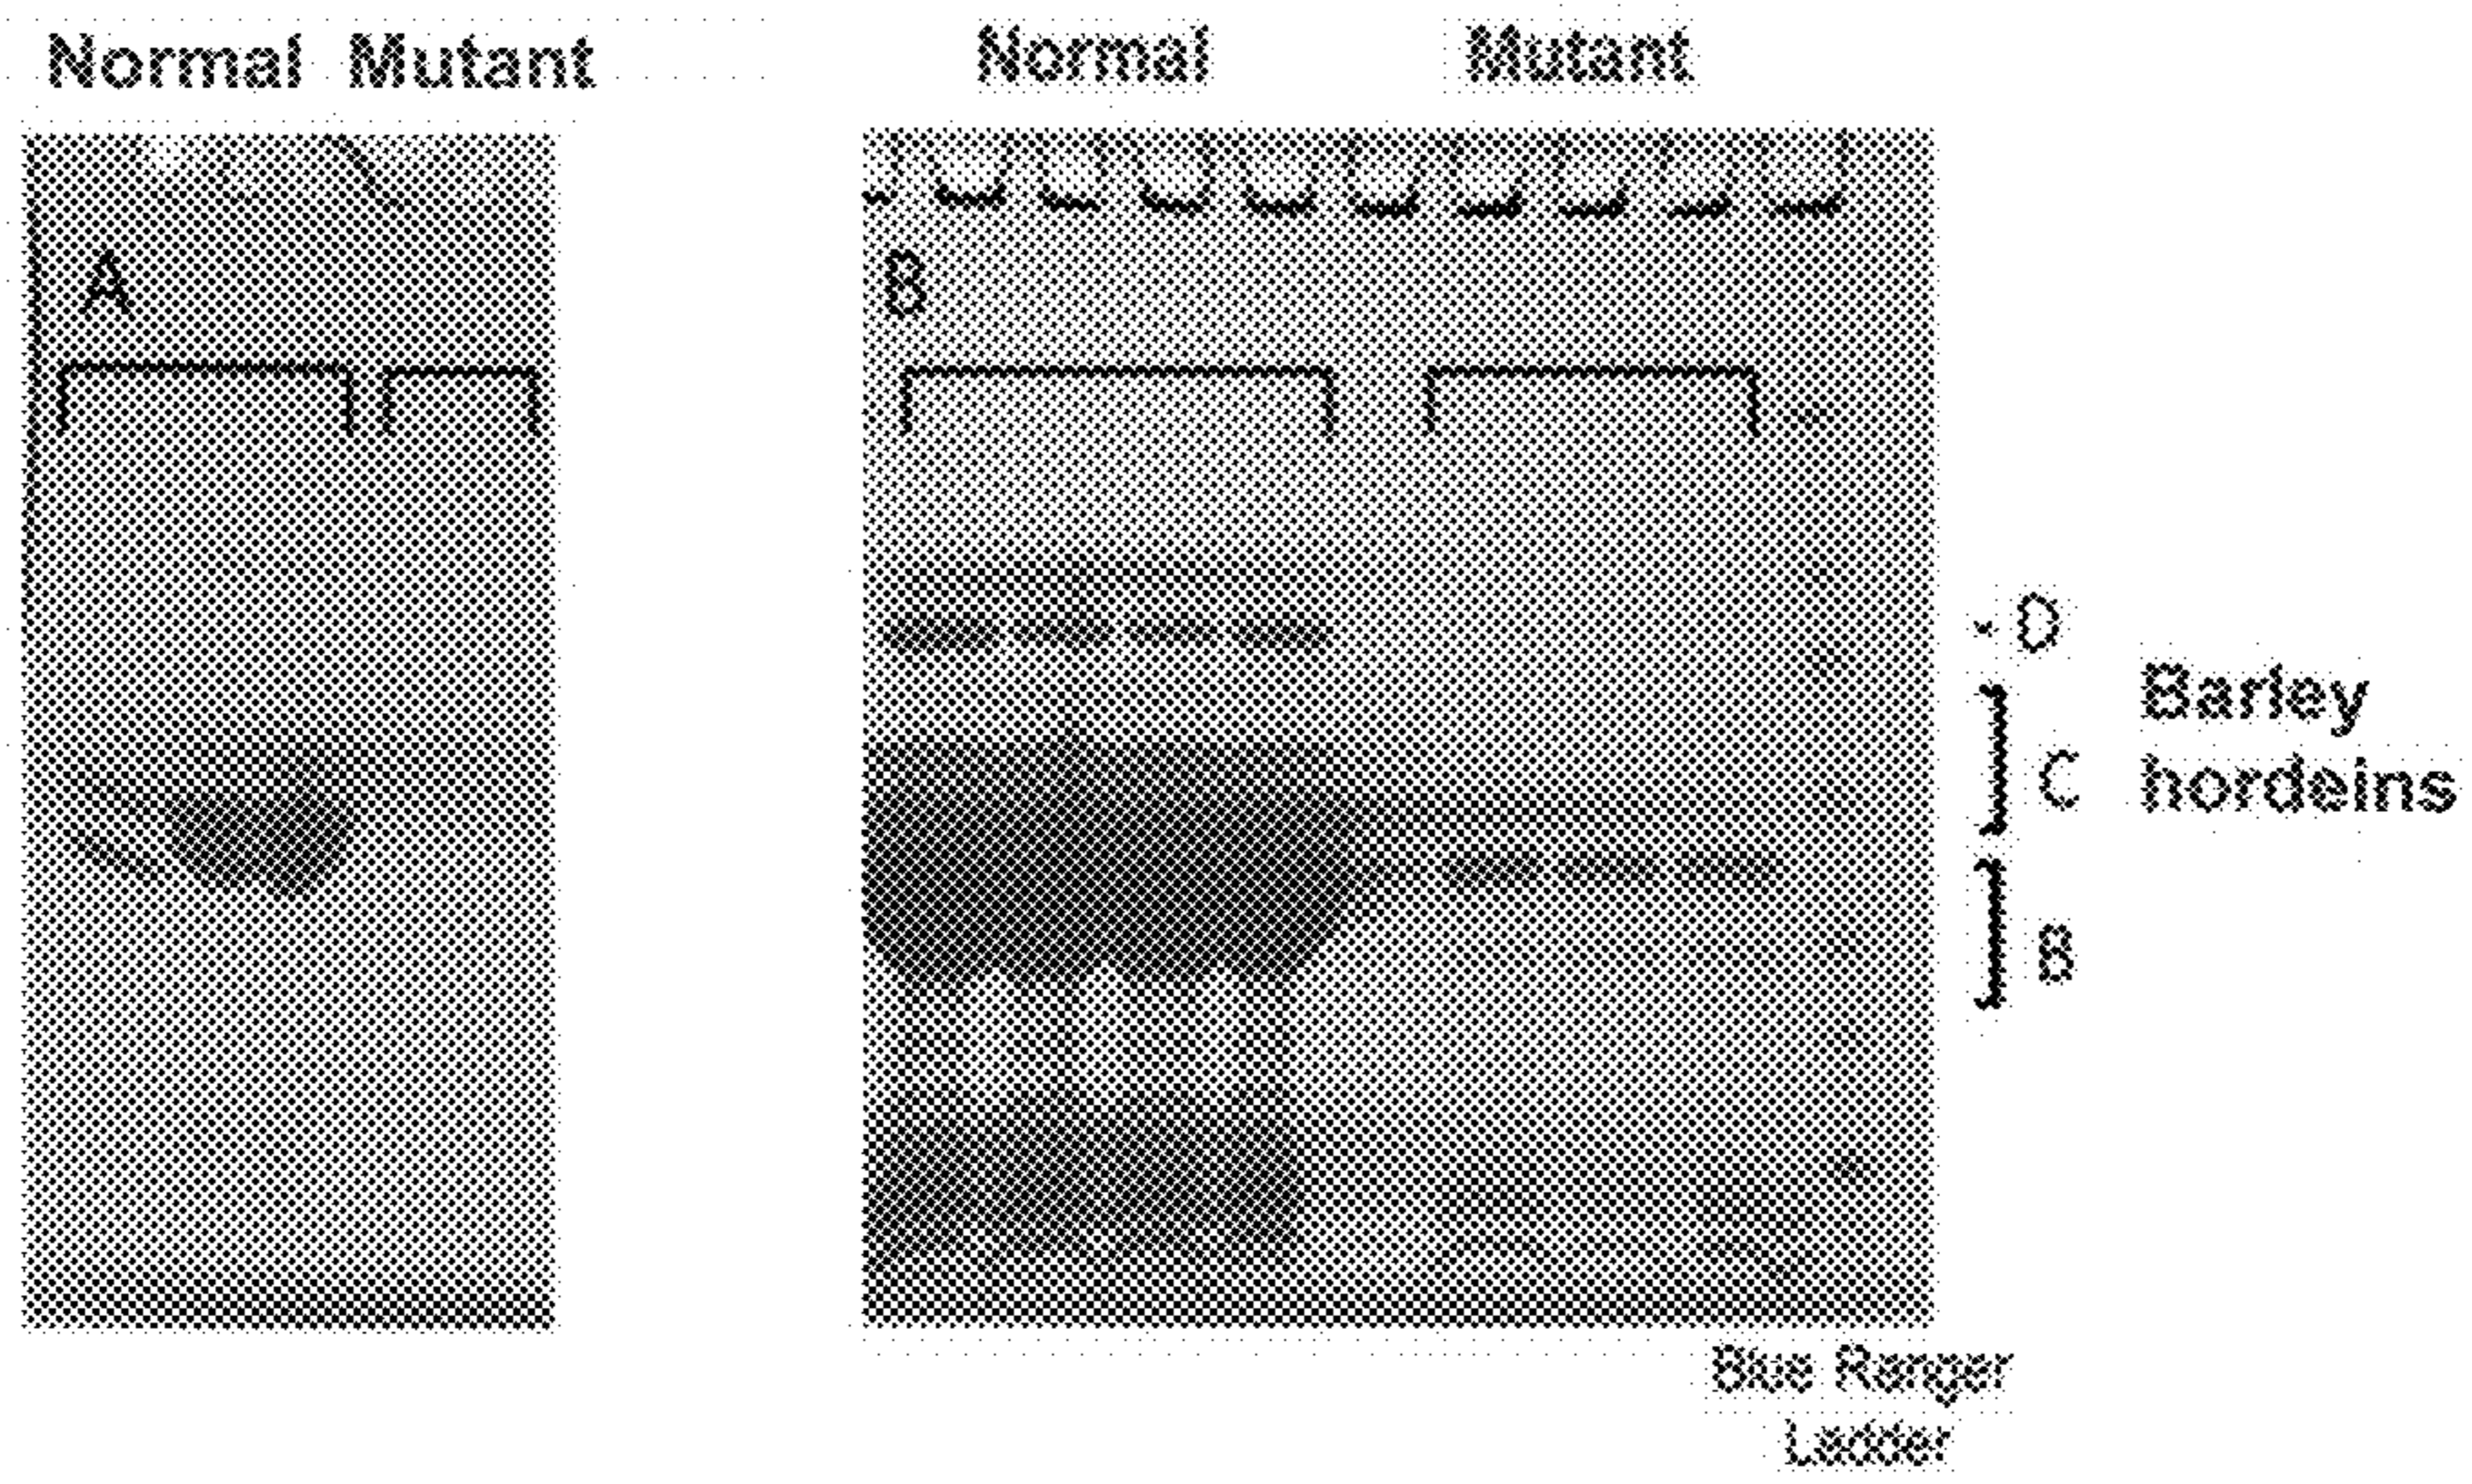 Normal Mutant
Normal Mutant
A
B
D
C
B
Barley
hordeins
Blue Ranger
Ladder